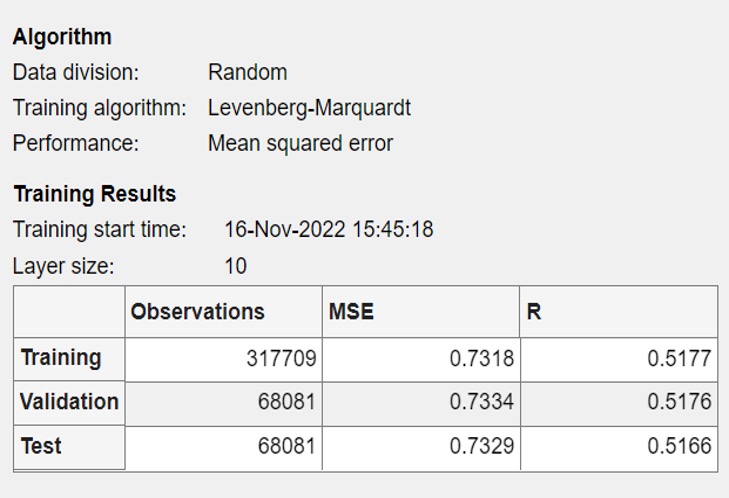 Algorithm
Data division: Random
Training algorithm: Levenberg-Marquardt
Performance: Mean squared error
Training Results
Training start time: 16-Nov-2022 15:45:18
Layer size: 10
Observations MSE R
Training 317709 0.7318 0.5177
Validation 68081 0.7334 0.5176
Test 68081 0.7329 0.5166